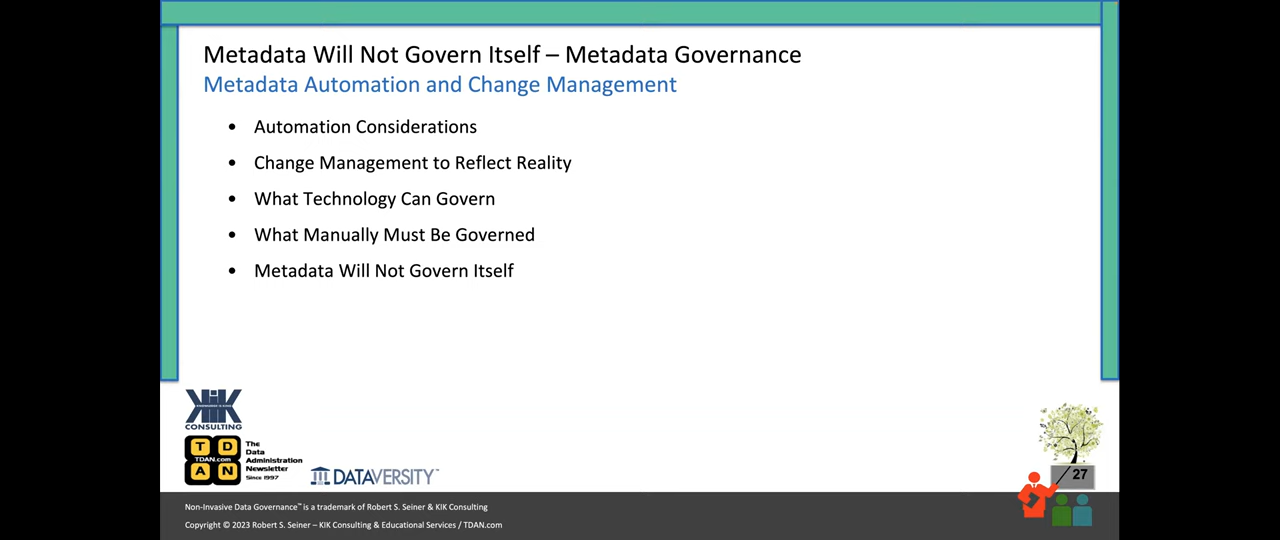 Metadata Will Not Govern Itself – Metadata Governance
Metadata Automation and Change Management
• Automation Considerations
• Change Management to Reflect Reality
• What Technology Can Govern
• What Manually Must Be Governed
• Metadata Will Not Govern Itself
KIK
CONSULTING
T D
TDAN.com
A N
The
Data
Administration
Newsletter
Since 1997
DATAVERSITY™
27
Non-Invasive Data Governance™ is a trademark of Robert S. Seiner & KIK Consulting
Copyright © 2023 Robert S. Seiner – KIK Consulting & Educational Services / TDAN.com